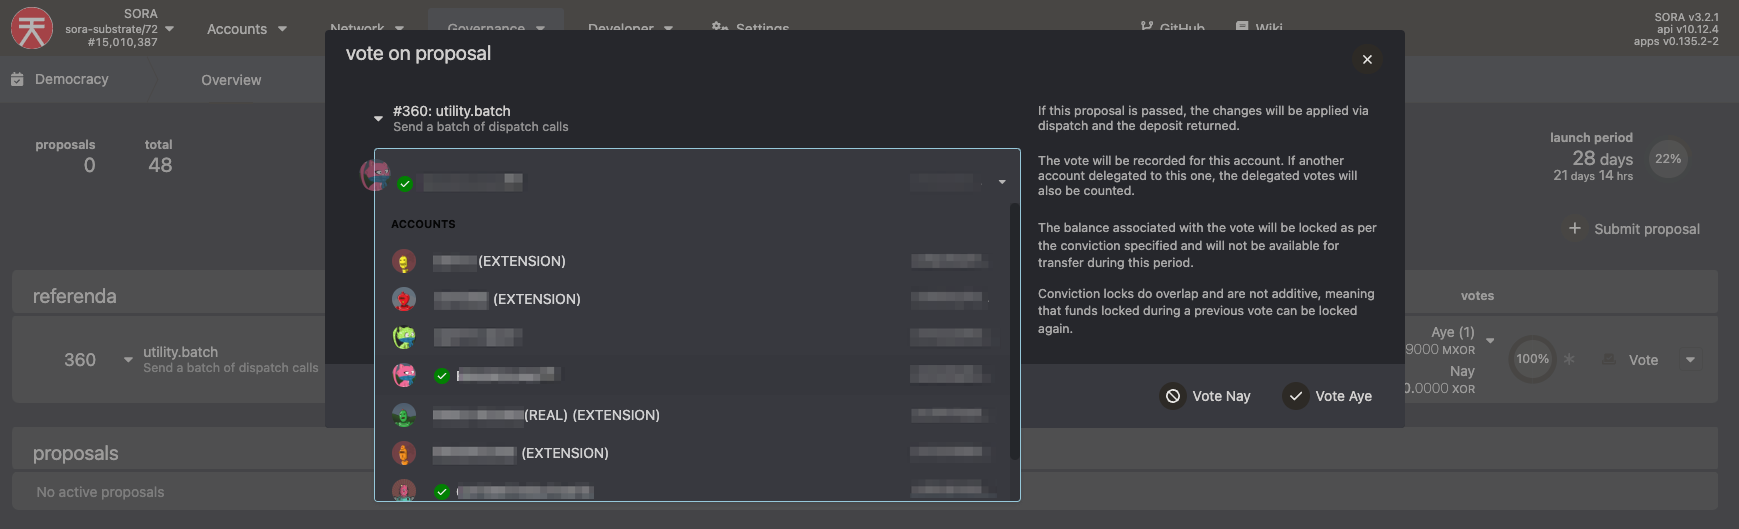 SORA
sora-substrate/72
#15,010,387
Accounts
Network
Governance
Developer
Settings
GitHub
Wiki
SORA v3.2.1
api v10.12.4
apps v0.135.2-2
Democracy
Overview
vote on proposal
proposals
0
total
48
#360: utility.batch
Send a batch of dispatch calls
ACCOUNTS
(EXTENSION)
(EXTENSION)
(REAL) (EXTENSION)
(EXTENSION)
If this proposal is passed, the changes will be applied via
dispatch and the deposit returned.
The vote will be recorded for this account. If another
account delegated to this one, the delegated votes will
also be counted.
The balance associated with the vote will be locked as per
the conviction specified and will not be available for
transfer during this period.
Conviction locks do overlap and are not additive, meaning
that funds locked during a previous vote can be locked
again.
Vote Nay
Vote Aye
launch period
28 days
21 days 14 hrs
22%
Submit proposal
referenda
votes
360
utility.batch
Send a batch of dispatch calls
Aye (1)
9000 MXOR
Nay
0.0000 XOR
100%
Vote
proposals
No active proposals